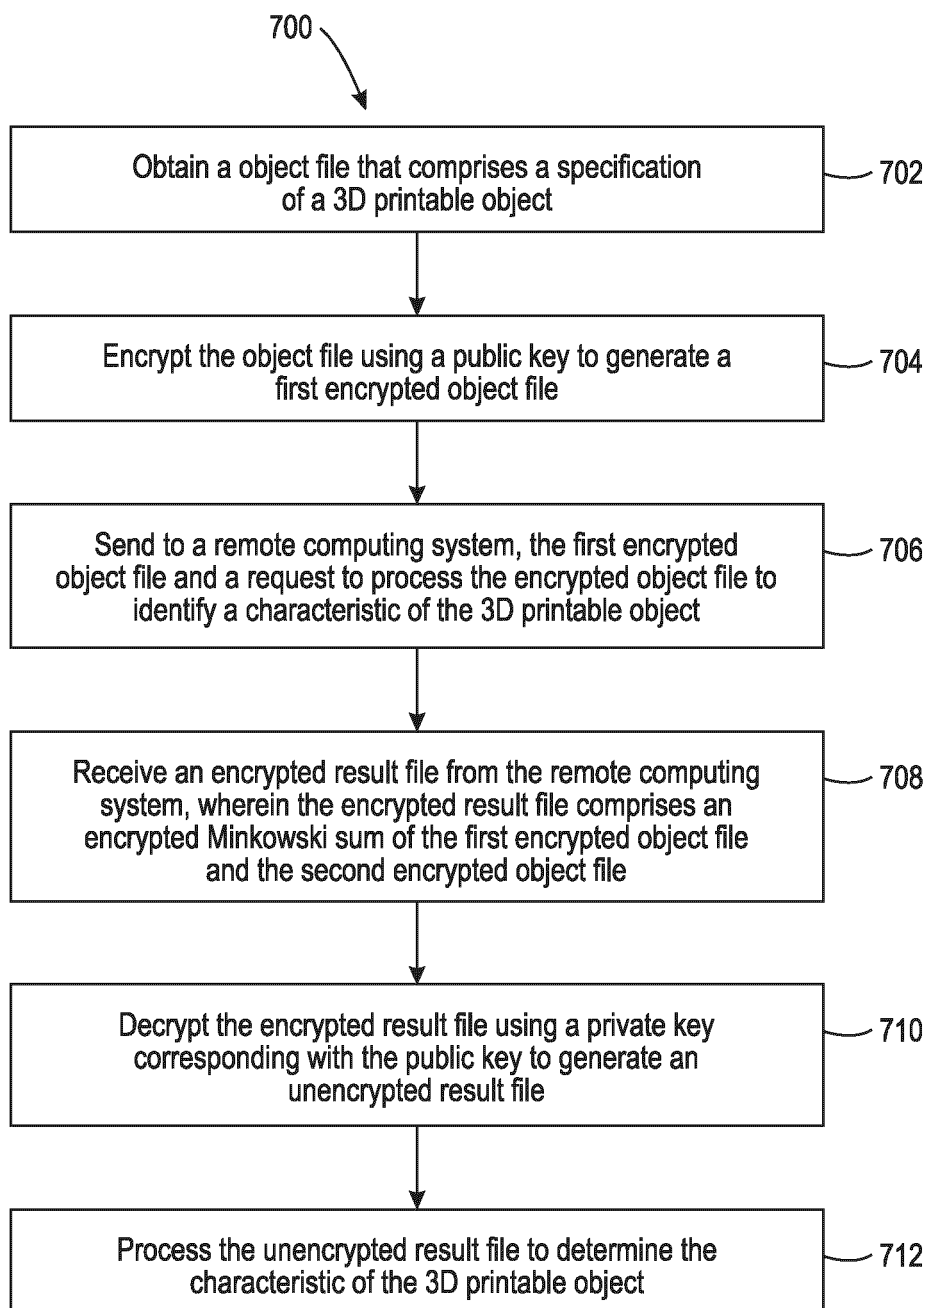 700
Obtain a object file that comprises a specification
of a 3D printable object
702
Encrypt the object file using a public key to generate a
first encrypted object file
704
Send to a remote computing system, the first encrypted
object file and a request to process the encrypted object file to
identify a characteristic of the 3D printable object
706
Receive an encrypted result file from the remote computing
system, wherein the encrypted result file comprises an
encrypted Minkowski sum of the first encrypted object file
and the second encrypted object file
708
Decrypt the encrypted result file using a private key
corresponding with the public key to generate an
unencrypted result file
710
Process the unencrypted result file to determine the
characteristic of the 3D printable object
712